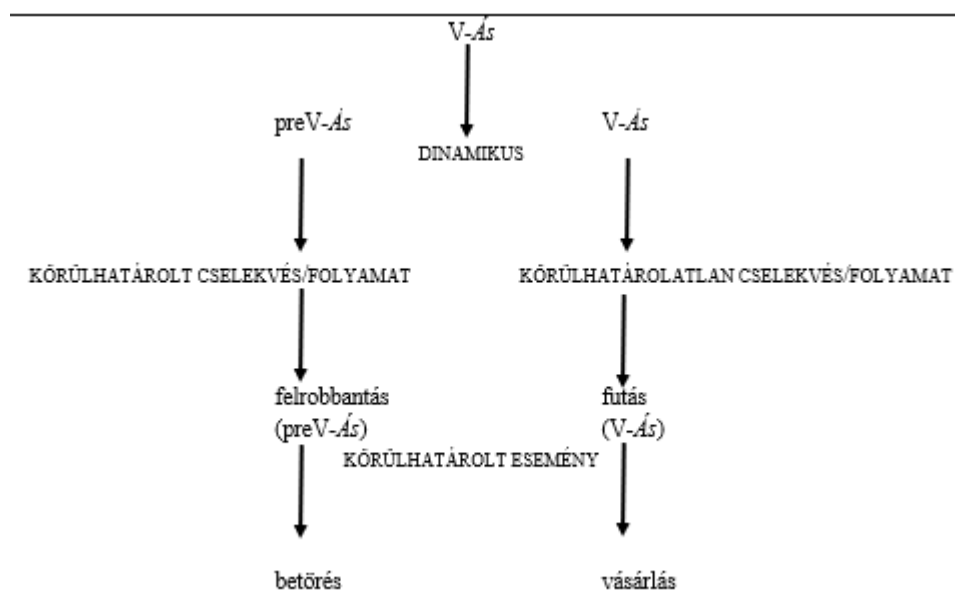 V-Ás
preV-Ás V-Ás
DINAMIKUS
KÖRÜLHATÁROLT CSELEKVÉS/FOLYAMAT KÖRÜLHATÁROLATLAN CSELEKVÉS/FOLYAMAT
felrobbantás futás
(preV-Ás) (V-Ás)
KÖRÜLHATÁROLT ESEMÉNY
betörés vásárlás